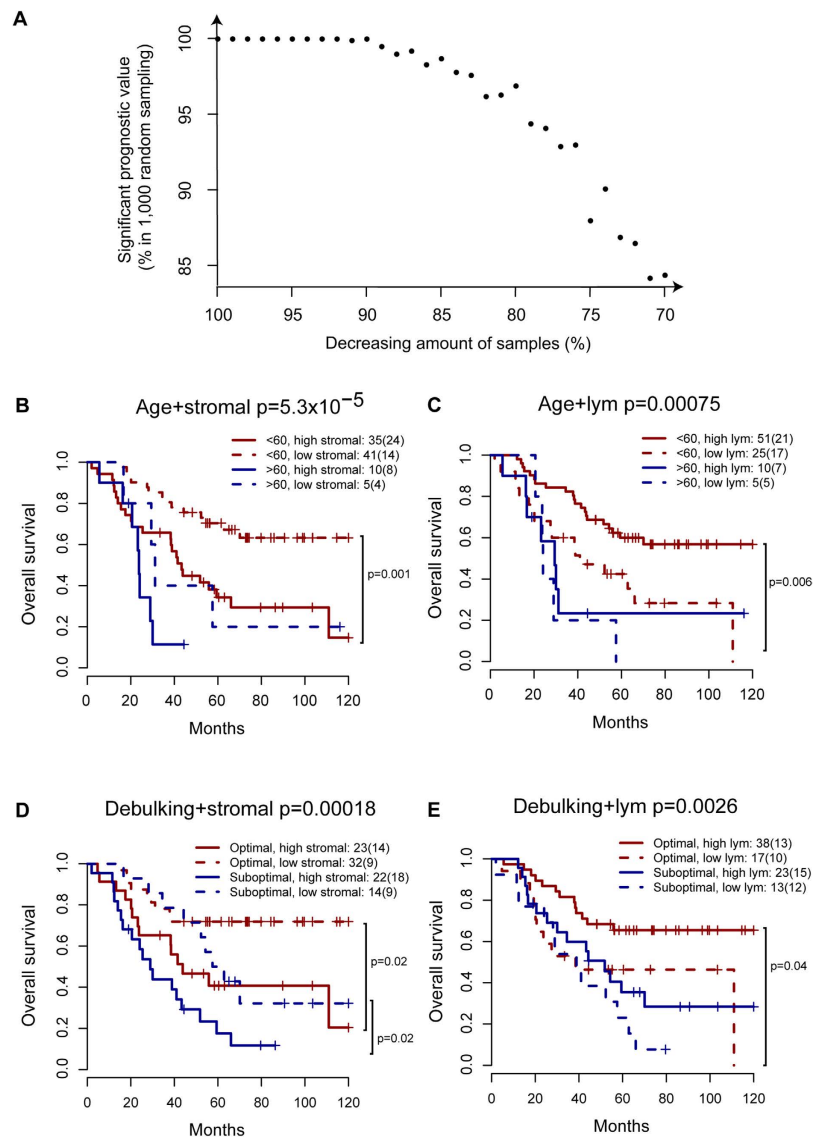 A
Significant prognostic value
(% in 1,000 random sampling)
100
95
90
85
100 95 90 85 80 75 70
Decreasing amount of samples (%)
B
Age+stromal p=5.3x10⁻⁵
<60, high stromal: 35(24)
<60, low stromal: 41(14)
>60, high stromal: 10(8)
>60, low stromal: 5(4)
Overall survival
1.0
0.8
0.6
0.4
0.2
0.0
p=0.001
0 20 40 60 80 100 120
Months
C
Age+lym p=0.00075
<60, high lym: 51(21)
<60, low lym: 25(17)
>60, high lym: 10(7)
>60, low lym: 5(5)
Overall survival
1.0
0.8
0.6
0.4
0.2
0.0
p=0.006
0 20 40 60 80 100 120
Months
D
Debulking+stromal p=0.00018
Optimal, high stromal: 23(14)
Optimal, low stromal: 32(9)
Suboptimal, high stromal: 22(18)
Suboptimal, low stromal: 14(9)
Overall survival
1.0
0.8
0.6
0.4
0.2
0.0
p=0.02
p=0.02
0 20 40 60 80 100 120
Months
E
Debulking+lym p=0.0026
Optimal, high lym: 38(13)
Optimal, low lym: 17(10)
Suboptimal, high lym: 23(15)
Suboptimal, low lym: 13(12)
Overall survival
1.0
0.8
0.6
0.4
0.2
0.0
p=0.04
0 20 40 60 80 100 120
Months